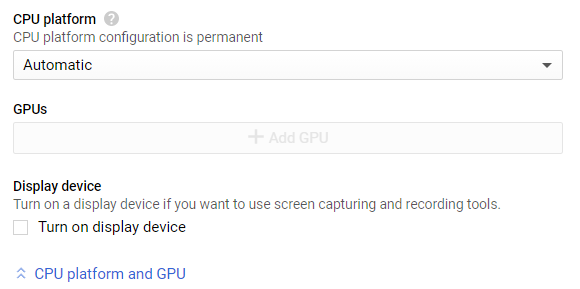 CPU platform ?
CPU platform configuration is permanent
Automatic
GPUs
+ Add GPU
Display device
Turn on a display device if you want to use screen capturing and recording tools.
Turn on display device
CPU platform and GPU